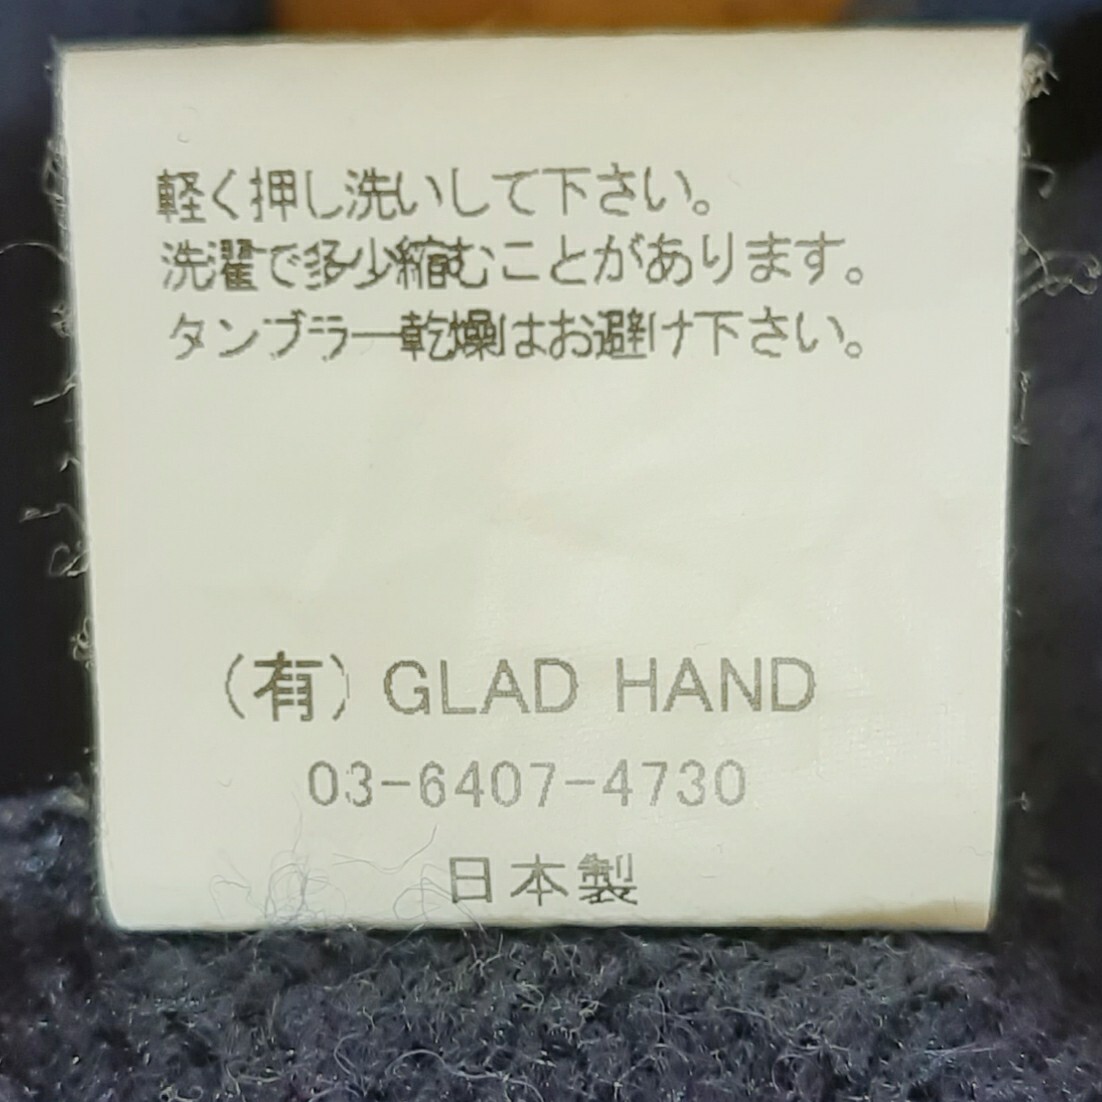 軽く押し洗いして下さい。
洗濯で多少縮むことがあります。
タンブラー乾燥はお避け下さい。
(有) GLAD HAND
03-6407-4730
日本製